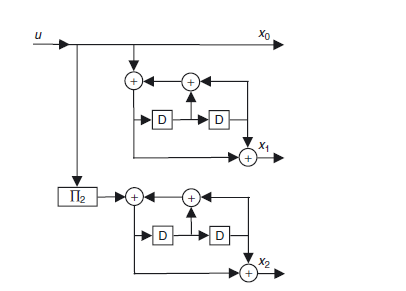 u
x₀
+
+
D
D
x₁
+
Π₂
+
+
D
D
x₂
+